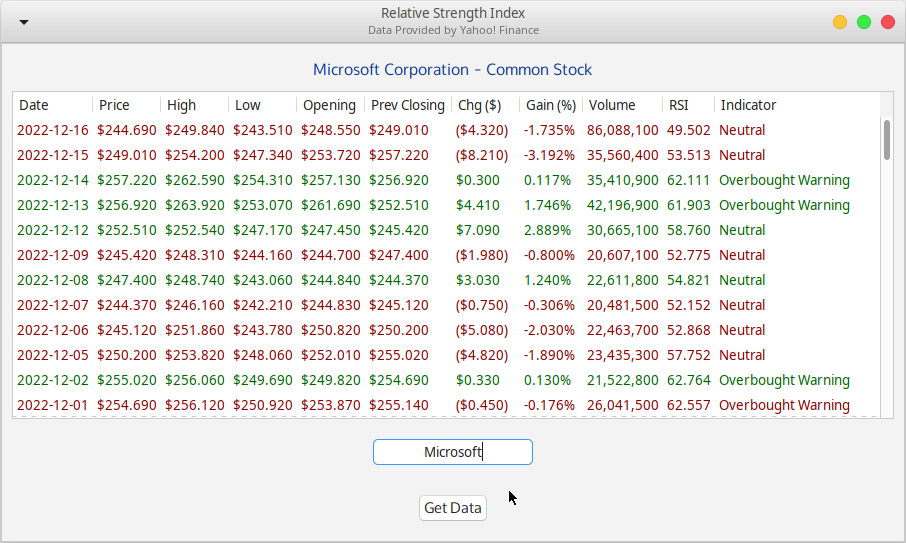 Relative Strength Index
Data Provided by Yahoo! Finance
Microsoft Corporation - Common Stock
Date Price High Low Opening Prev Closing Chg ($) Gain (%) Volume RSI Indicator
2022-12-16 $244.690 $249.840 $243.510 $248.550 $249.010 ($4.320) -1.735% 86,088,100 49.502 Neutral
2022-12-15 $249.010 $254.200 $247.340 $253.720 $257.220 ($8.210) -3.192% 35,560,400 53.513 Neutral
2022-12-14 $257.220 $262.590 $254.310 $257.130 $256.920 $0.300 0.117% 35,410,900 62.111 Overbought Warning
2022-12-13 $256.920 $263.920 $253.070 $261.690 $252.510 $4.410 1.746% 42,196,900 61.903 Overbought Warning
2022-12-12 $252.510 $252.540 $247.170 $247.450 $245.420 $7.090 2.889% 30,665,100 58.760 Neutral
2022-12-09 $245.420 $248.310 $244.160 $244.700 $247.400 ($1.980) -0.800% 20,607,100 52.775 Neutral
2022-12-08 $247.400 $248.740 $243.060 $244.840 $244.370 $3.030 1.240% 22,611,800 54.821 Neutral
2022-12-07 $244.370 $246.160 $242.210 $244.830 $245.120 ($0.750) -0.306% 20,481,500 52.152 Neutral
2022-12-06 $245.120 $251.860 $243.780 $250.820 $250.200 ($5.080) -2.030% 22,463,700 52.868 Neutral
2022-12-05 $250.200 $253.820 $248.060 $252.010 $255.020 ($4.820) -1.890% 23,435,300 57.752 Neutral
2022-12-02 $255.020 $256.060 $249.690 $249.820 $254.690 $0.330 0.130% 21,522,800 62.764 Overbought Warning
2022-12-01 $254.690 $256.120 $250.920 $253.870 $255.140 ($0.450) -0.176% 26,041,500 62.557 Overbought Warning
Microsoft
Get Data